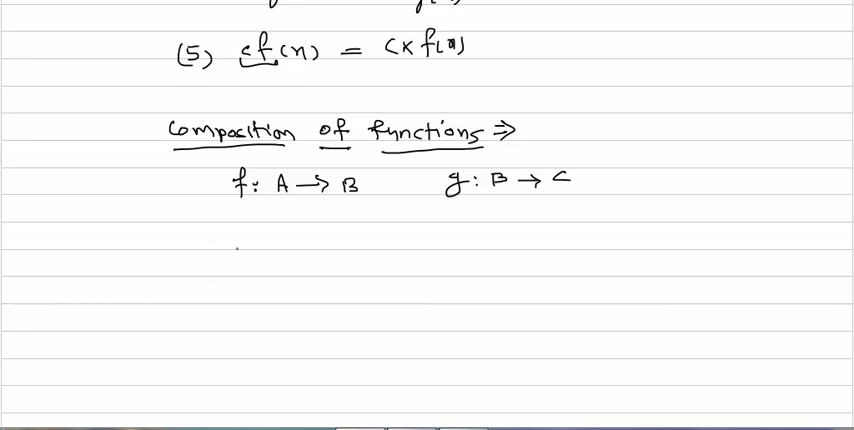 (5) cf(x) = c x f(x)
Composition of functions ⇒
f: A → B g: B → C